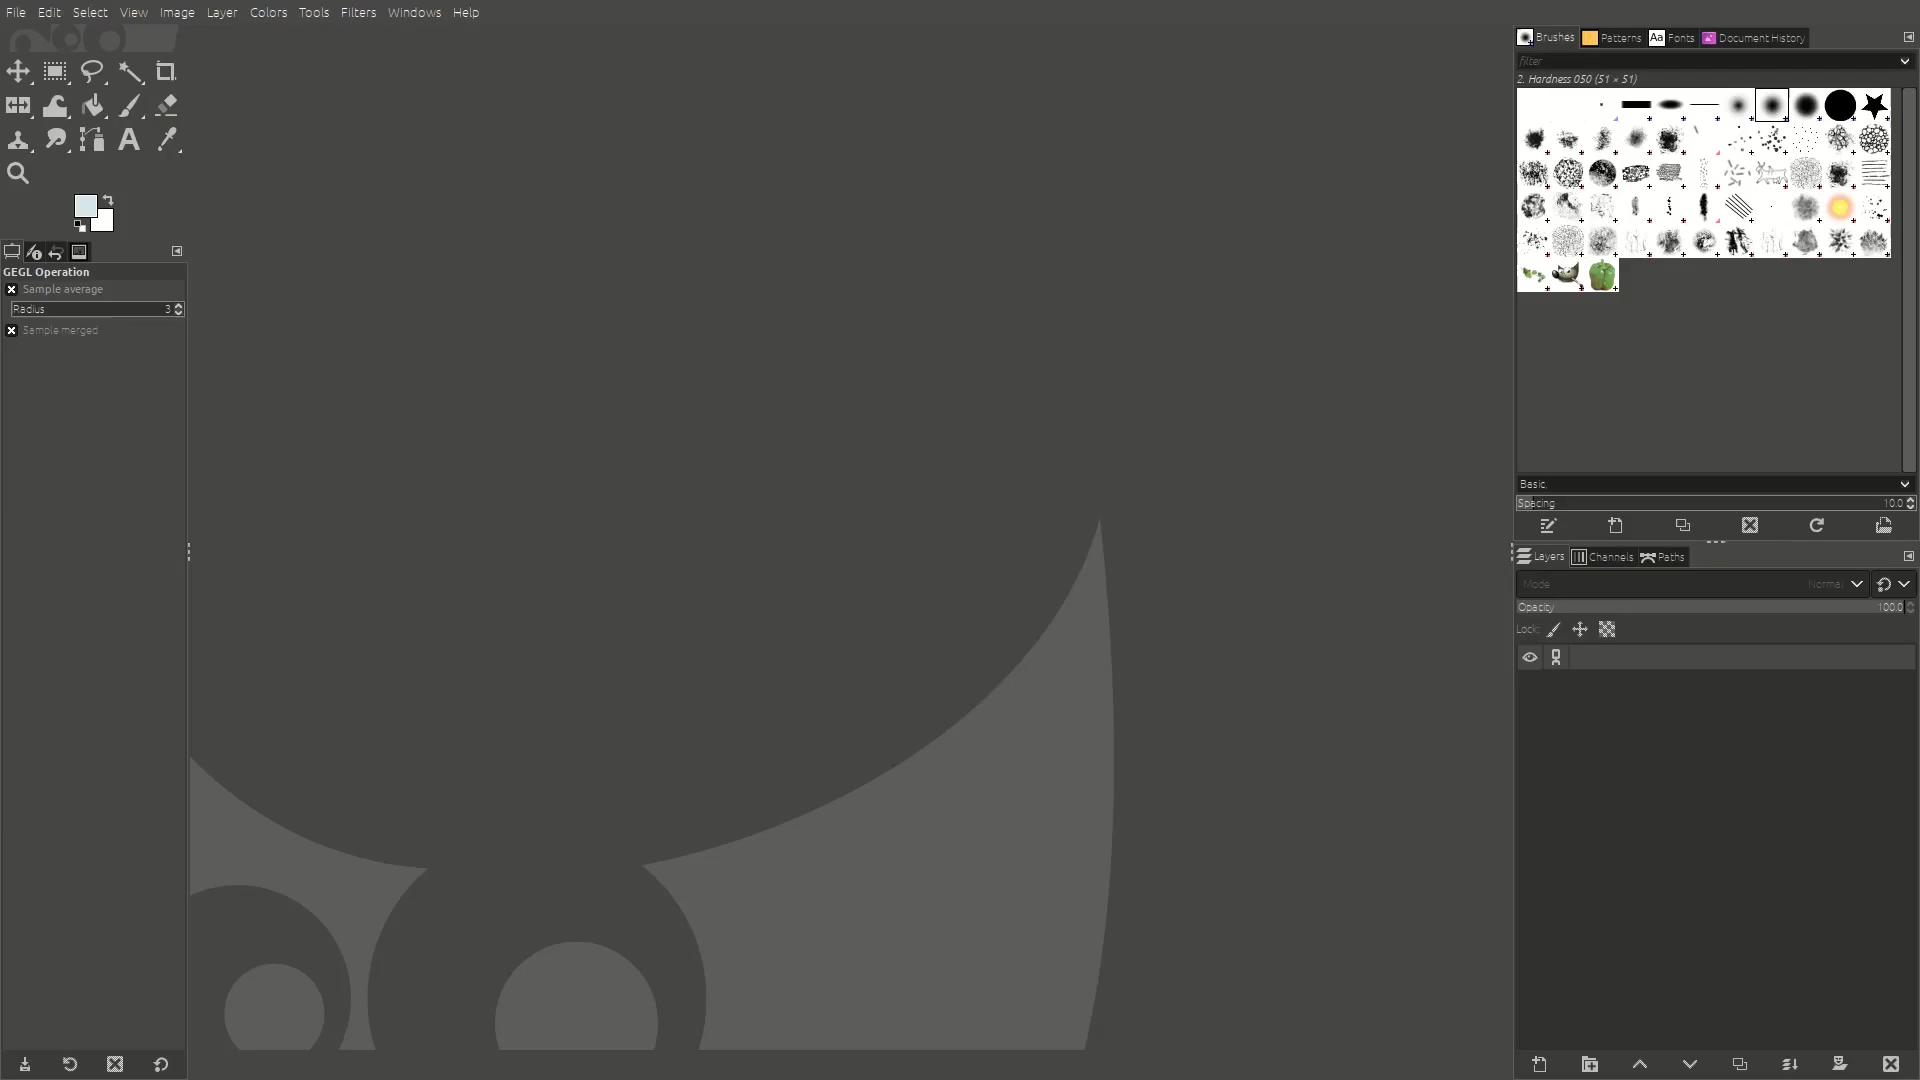 File Edit Select View Image Layer Colors Tools Filters Windows Help
Brushes Patterns Aa Fonts Document History
filter
2. Hardness 050 (51 × 51)
A
GEGL Operation
Sample average
Radius 3
Sample merged
Basic,
Spacing 10.0
Layers Channels Paths
Mode Normal
Opacity 100.0
Lock: